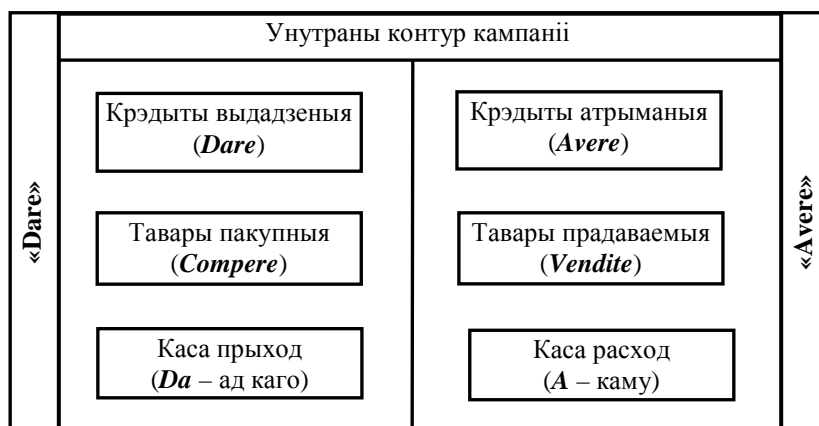 Унутраны контур кампаніі
«Dare»
Крэдыты выдадзеныя
(Dare)
Тавары пакупныя
(Compere)
Каса прыход
(Da – ад каго)
Крэдыты атрыманыя
(Avere)
Тавары прадаваемыя
(Vendite)
Каса расход
(A – каму)
«Avere»